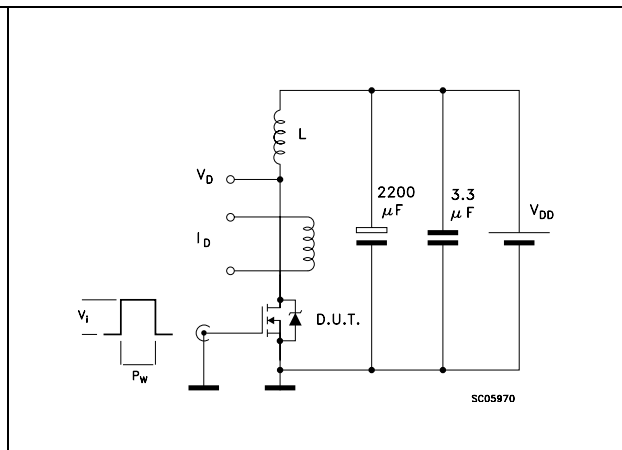 L
V_D
2200
μF
3.3
μF
V_DD
I_D
V_i
D.U.T.
P_W
SC05970